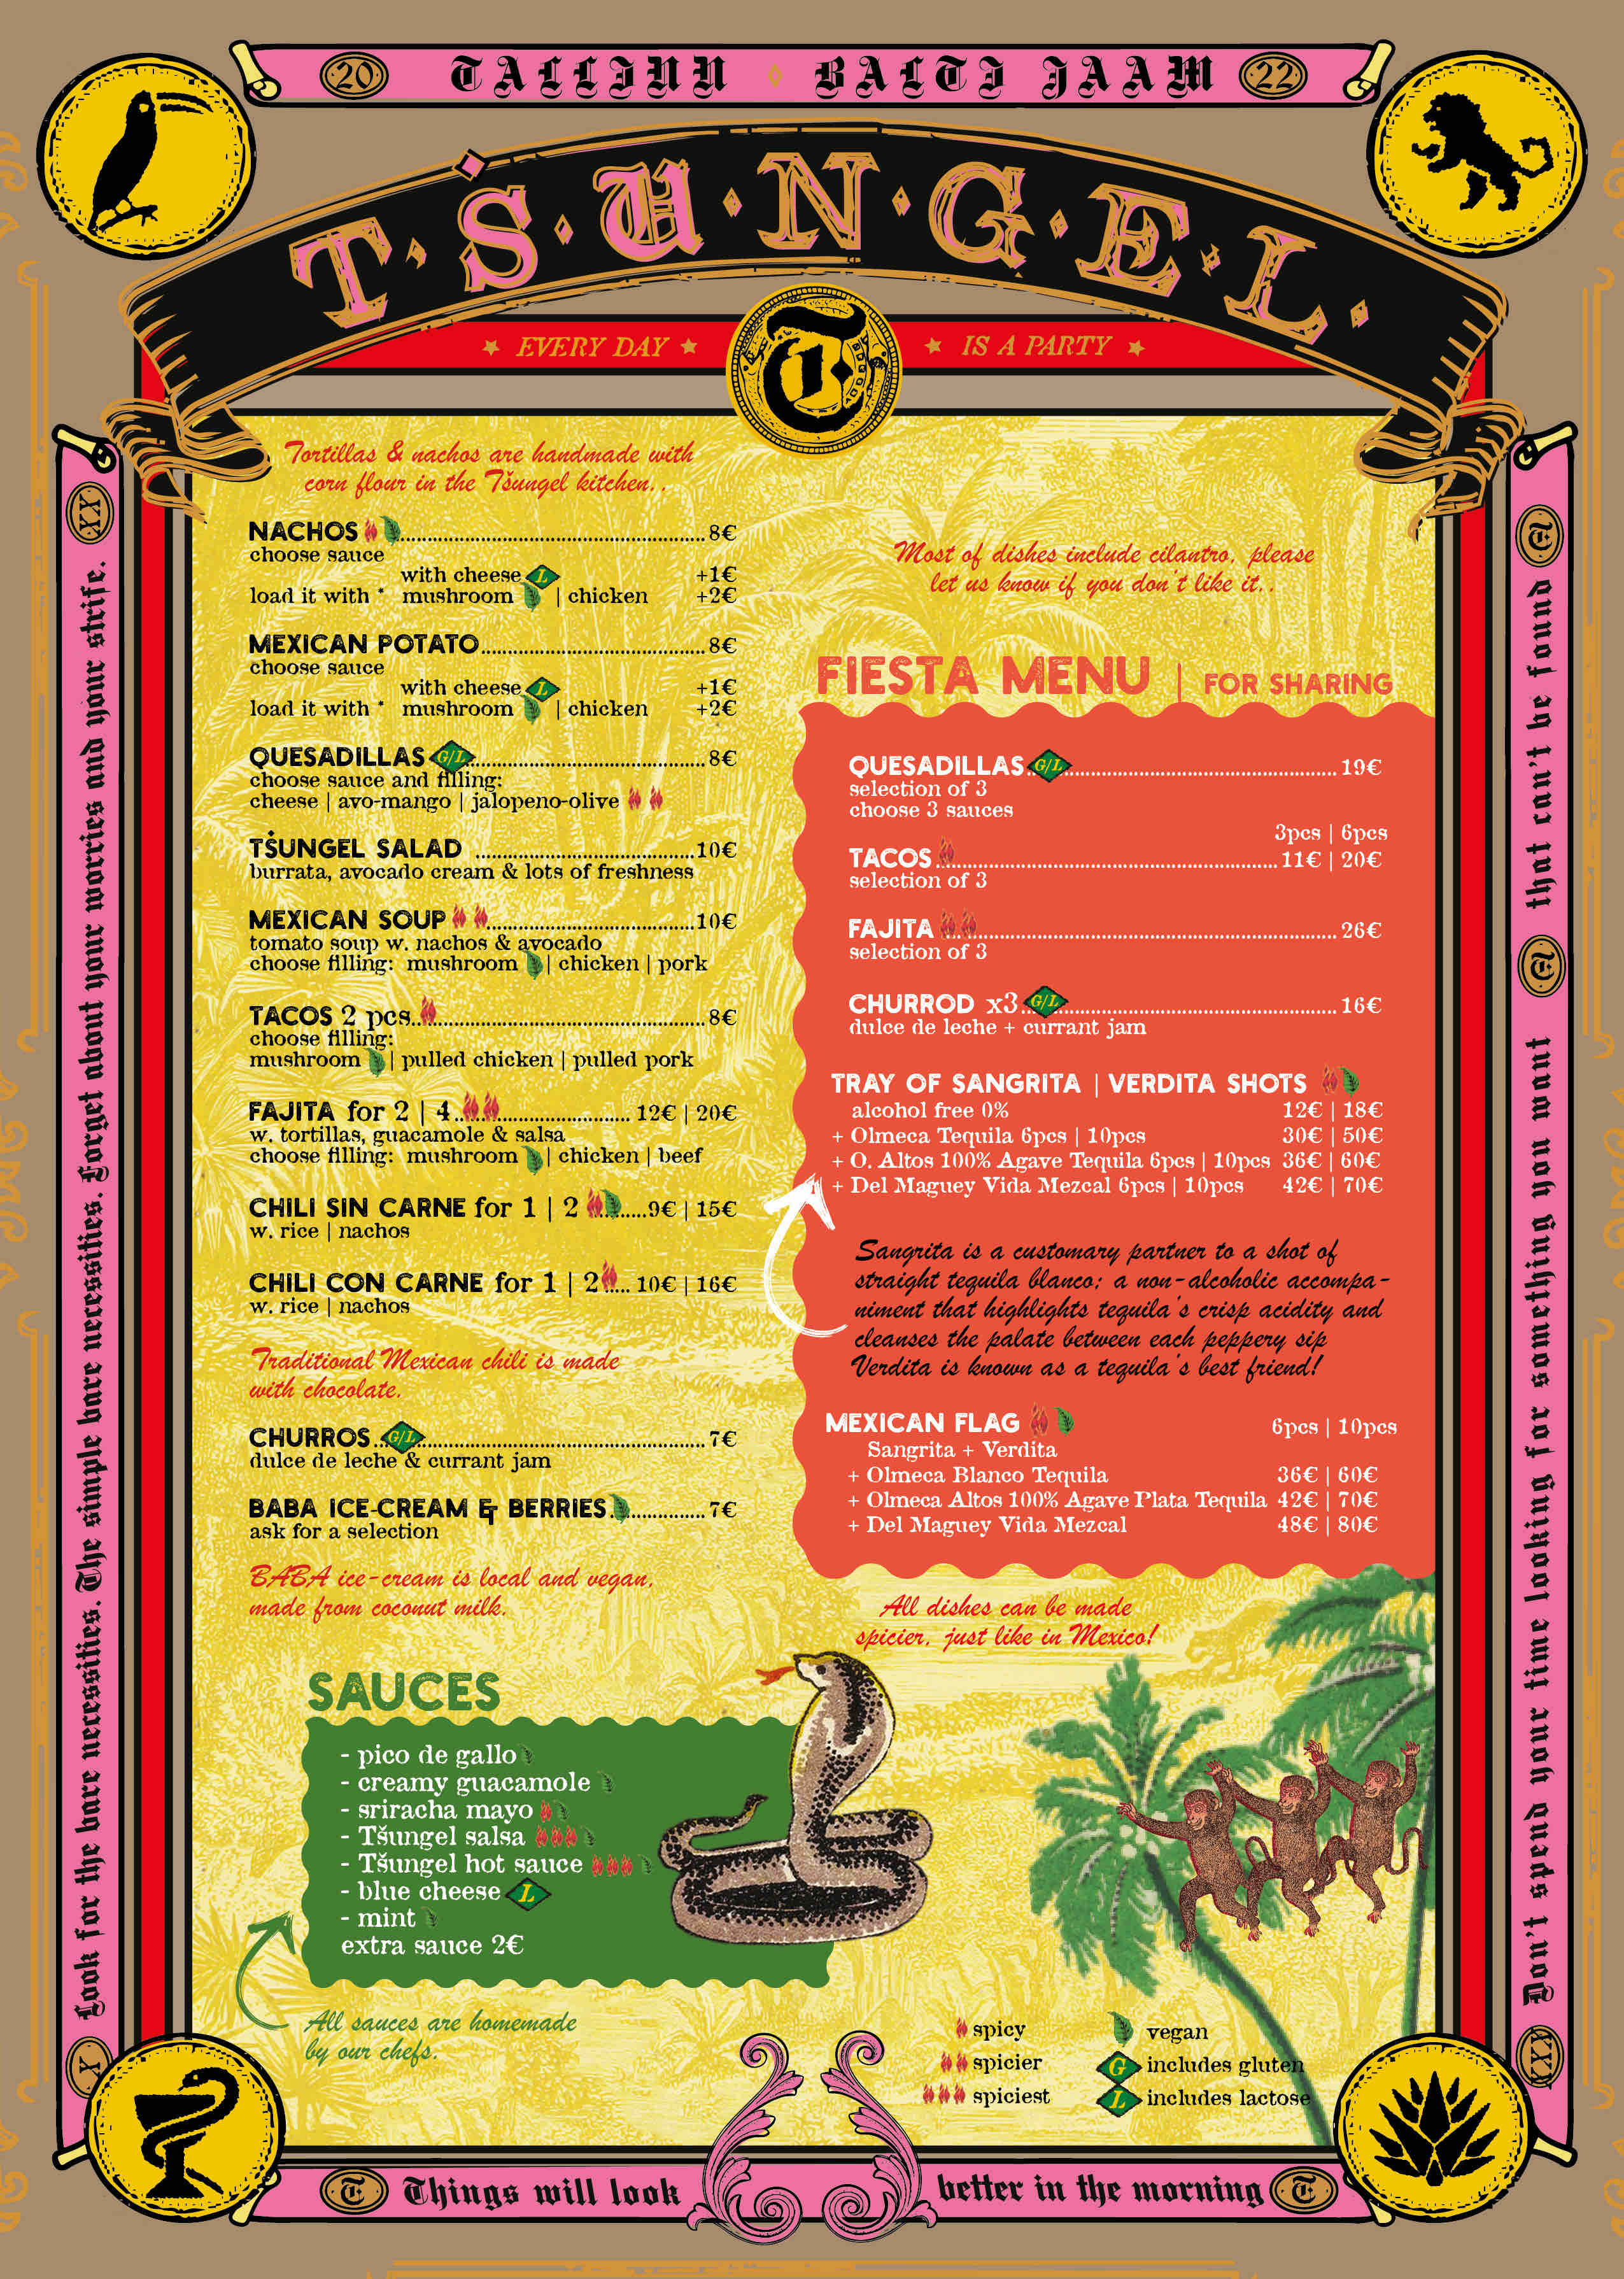 20 TALLINN BALTI JAAM 22
T·Š·U·N·G·E·L·
EVERY DAY
IS A PARTY
T
Look for the bare necessities. The simple bare necessities. Forget about your worries and your strife.
XX
X
Tortillas & nachos are handmade with
corn flour in the Tšungel kitchen..
NACHOS ........ 8€
choose sauce
with cheese L +1€
load it with * mushroom | chicken +2€
MEXICAN POTATO ........ 8€
choose sauce
with cheese L +1€
load it with * mushroom | chicken +2€
QUESADILLAS G/L ........ 8€
choose sauce and filling:
cheese | avo-mango | jalopeno-olive
TŠUNGEL SALAD ........ 10€
burrata, avocado cream & lots of freshness
MEXICAN SOUP ........ 10€
tomato soup w. nachos & avocado
choose filling: mushroom | chicken | pork
TACOS 2 pcs ........ 8€
choose filling:
mushroom | pulled chicken | pulled pork
FAJITA for 2 | 4 ........ 12€ | 20€
w. tortillas, guacamole & salsa
choose filling: mushroom | chicken | beef
CHILI SIN CARNE for 1 | 2 ........ 9€ | 15€
w. rice | nachos
CHILI CON CARNE for 1 | 2 ..... 10€ | 16€
w. rice | nachos
Traditional Mexican chili is made
with chocolate.
CHURROS G/L ........ 7€
dulce de leche & currant jam
BABA ICE-CREAM & BERRIES ........ 7€
ask for a selection
BABA ice-cream is local and vegan,
made from coconut milk.
SAUCES
- pico de gallo
- creamy guacamole
- sriracha mayo
- Tšungel salsa
- Tšungel hot sauce
- blue cheese L
- mint
extra sauce 2€
All sauces are homemade
by our chefs.
Most of dishes include cilantro, please
let us know if you don't like it..
FIESTA MENU | FOR SHARING
QUESADILLAS G/L ........ 19€
selection of 3
choose 3 sauces
3pcs | 6pcs
TACOS ........ 11€ | 20€
selection of 3
FAJITA ........ 26€
selection of 3
CHURROD x3 G/L ........ 16€
dulce de leche + currant jam
TRAY OF SANGRITA | VERDITA SHOTS
alcohol free 0% 12€ | 18€
+ Olmeca Tequila 6pcs | 10pcs 30€ | 50€
+ O. Altos 100% Agave Tequila 6pcs | 10pcs 36€ | 60€
+ Del Maguey Vida Mezcal 6pcs | 10pcs 42€ | 70€
Sangrita is a customary partner to a shot of
straight tequila blanco; a non-alcoholic accompa-
niment that highlights tequila's crisp acidity and
cleanses the palate between each peppery sip
Verdita is known as a tequila's best friend!
MEXICAN FLAG 6pcs | 10pcs
Sangrita + Verdita
+ Olmeca Blanco Tequila 36€ | 60€
+ Olmeca Altos 100% Agave Plata Tequila 42€ | 70€
+ Del Maguey Vida Mezcal 48€ | 80€
All dishes can be made
spicier, just like in Mexico!
spicy
spicier
spiciest
vegan
G includes gluten
L includes lactose
T
Don't spend your time looking for something you want T that can't be found
XXI
T Things will look
better in the morning T